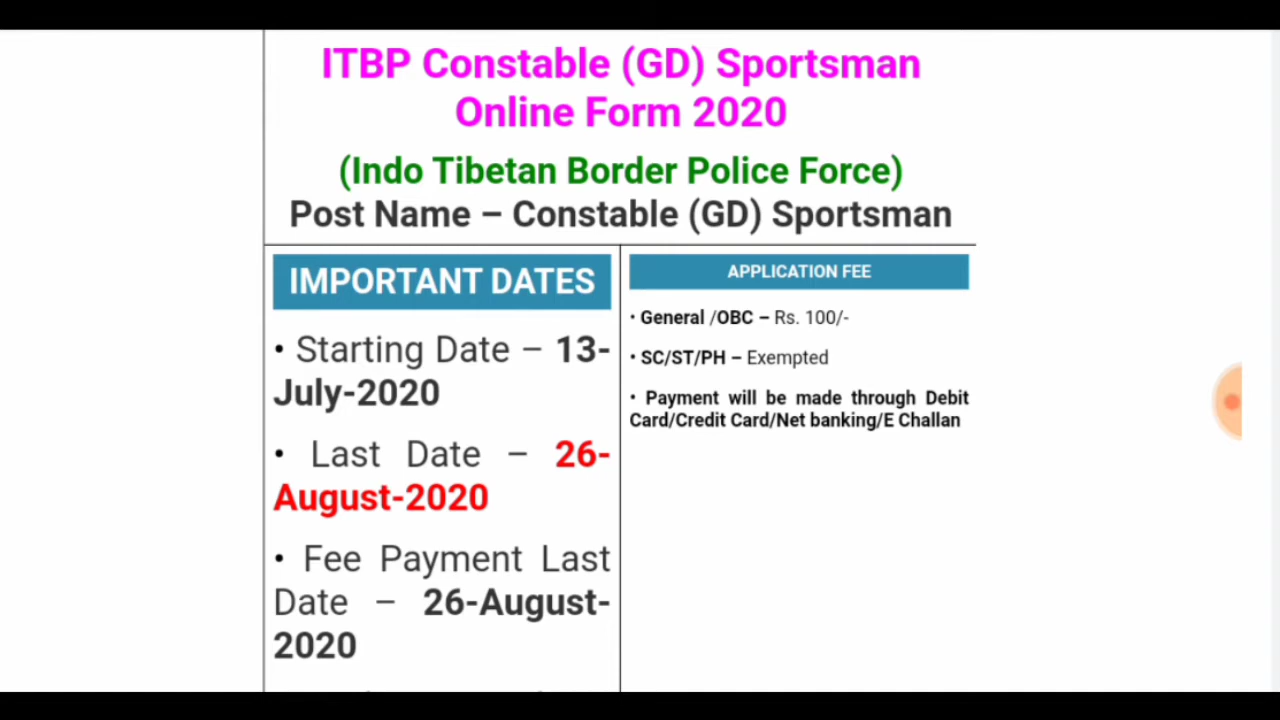 ITBP Constable (GD) Sportsman
Online Form 2020
(Indo Tibetan Border Police Force)
Post Name – Constable (GD) Sportsman
IMPORTANT DATES
• Starting Date – 13-
July-2020
• Last Date – 26-
August-2020
• Fee Payment Last
Date – 26-August-
2020
APPLICATION FEE
• General /OBC – Rs. 100/-
• SC/ST/PH – Exempted
• Payment will be made through Debit
Card/Credit Card/Net banking/E Challan